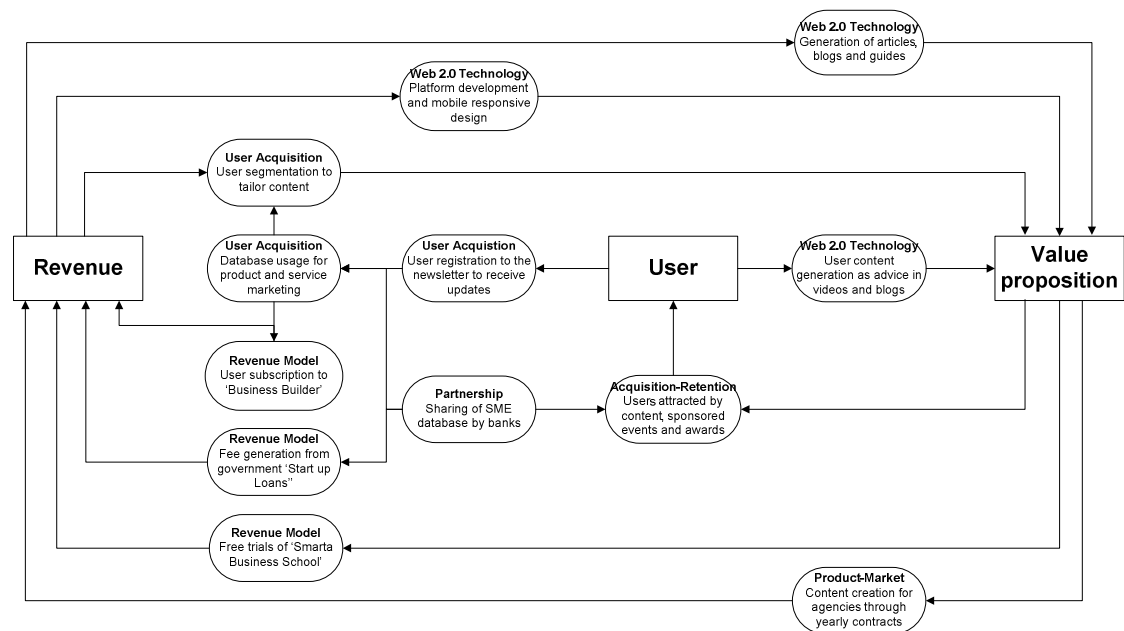 Web 2.0 Technology
Generation of articles,
blogs and guides
Web 2.0 Technology
Platform development
and mobile responsive
design
User Acquisition
User segmentation to
tailor content
Revenue
User Acquisition
Database usage for
product and service
marketing
User Acquistion
User registration to the
newsletter to receive
updates
User
Web 2.0 Technology
User content
generation as advice in
videos and blogs
Value
proposition
Revenue Model
User subscription to
‘Business Builder’
Partnership
Sharing of SME
database by banks
Acquisition-Retention
Users attracted by
content, sponsored
events and awards
Revenue Model
Fee generation from
government ‘Start up
Loans”
Revenue Model
Free trials of ‘Smarta
Business School’
Product-Market
Content creation for
agencies through
yearly contracts